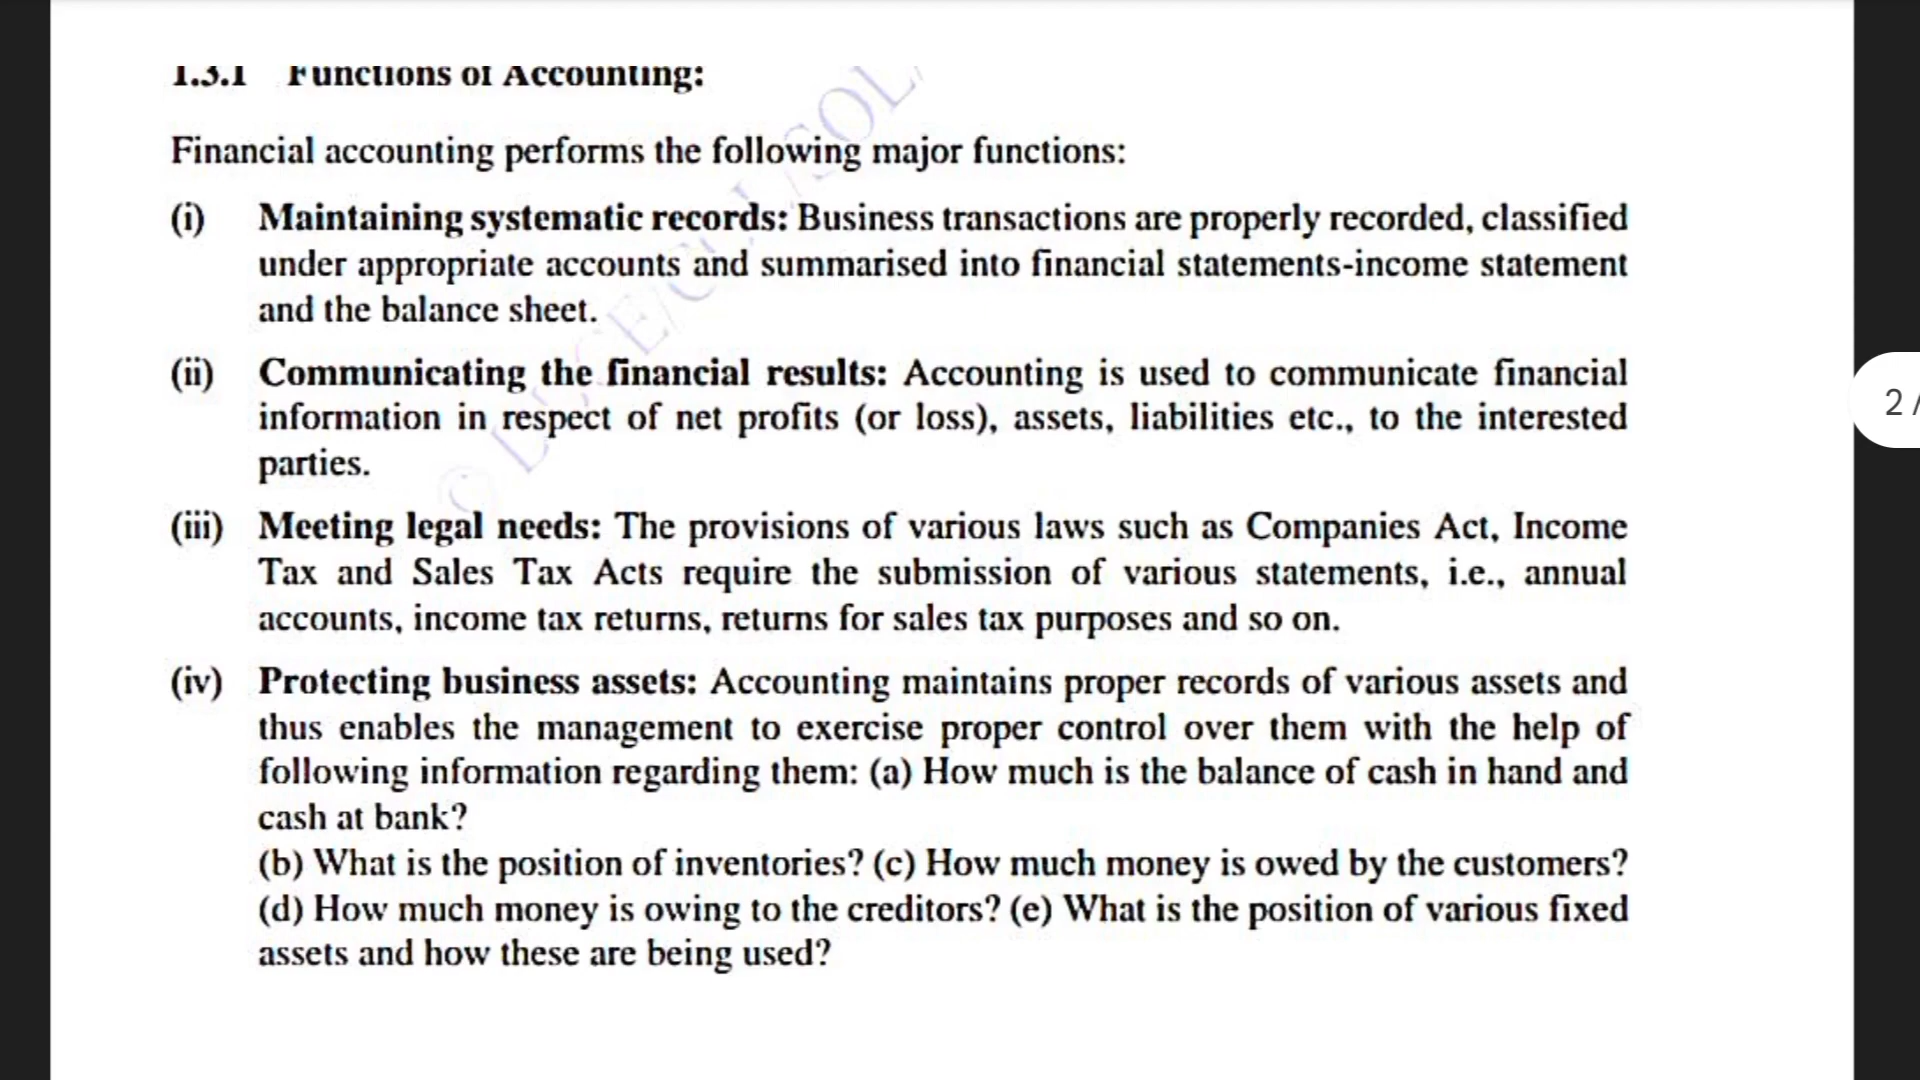 1.3.1 Functions of Accounting:
Financial accounting performs the following major functions:
(i) Maintaining systematic records: Business transactions are properly recorded, classified
under appropriate accounts and summarised into financial statements-income statement
and the balance sheet.
(ii) Communicating the financial results: Accounting is used to communicate financial
information in respect of net profits (or loss), assets, liabilities etc., to the interested
parties.
(iii) Meeting legal needs: The provisions of various laws such as Companies Act, Income
Tax and Sales Tax Acts require the submission of various statements, i.e., annual
accounts, income tax returns, returns for sales tax purposes and so on.
(iv) Protecting business assets: Accounting maintains proper records of various assets and
thus enables the management to exercise proper control over them with the help of
following information regarding them: (a) How much is the balance of cash in hand and
cash at bank?
(b) What is the position of inventories? (c) How much money is owed by the customers?
(d) How much money is owing to the creditors? (e) What is the position of various fixed
assets and how these are being used?
2 /